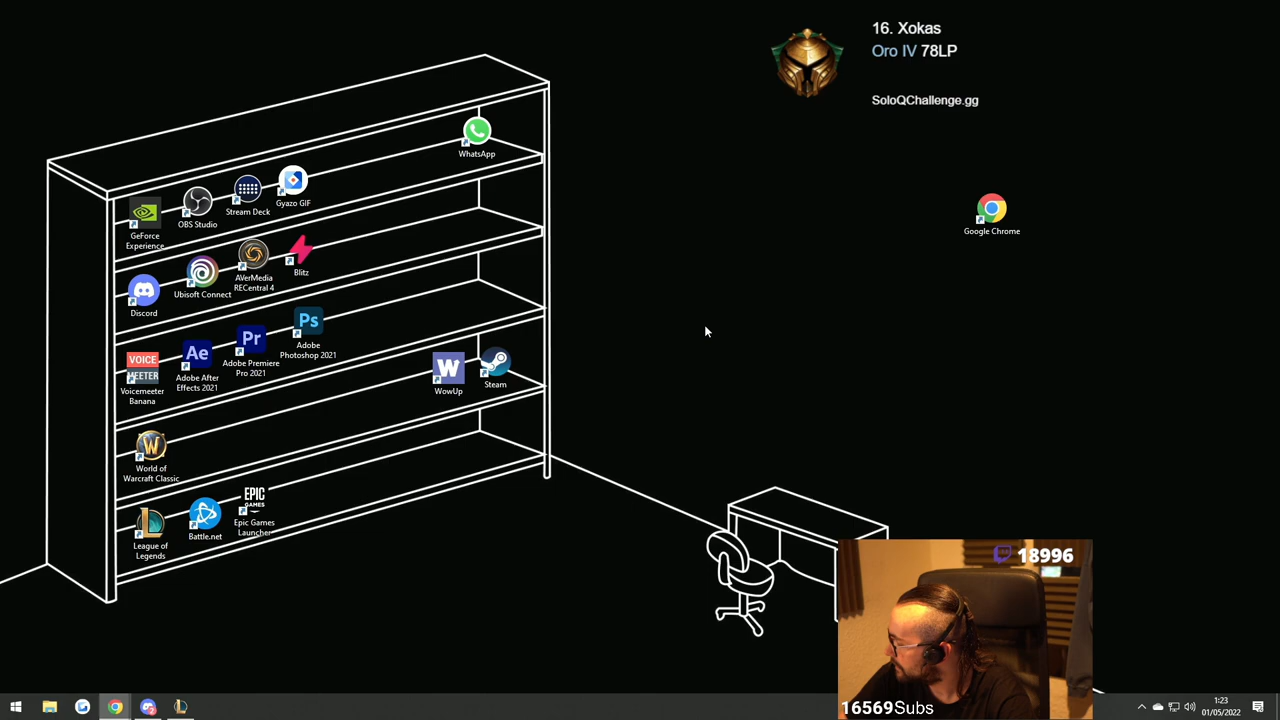 16. Xokas
Oro IV 78LP
SoloQChallenge.gg
WhatsApp
GeForce
Experience
OBS Studio
Stream Deck
Gyazo GIF
Google Chrome
Discord
Ubisoft Connect
AVerMedia
RECentral 4
Blitz
VOICE
MEETER
Voicemeeter
Banana
Ae
Adobe After
Effects 2021
Pr
Adobe Premiere
Pro 2021
Ps
Adobe
Photoshop 2021
W
WowUp
Steam
W
World of
Warcraft Classic
League of
Legends
Battle.net
EPIC
GAMES
Epic Games
Launcher
18996
16569Subs
1:23
01/05/2022